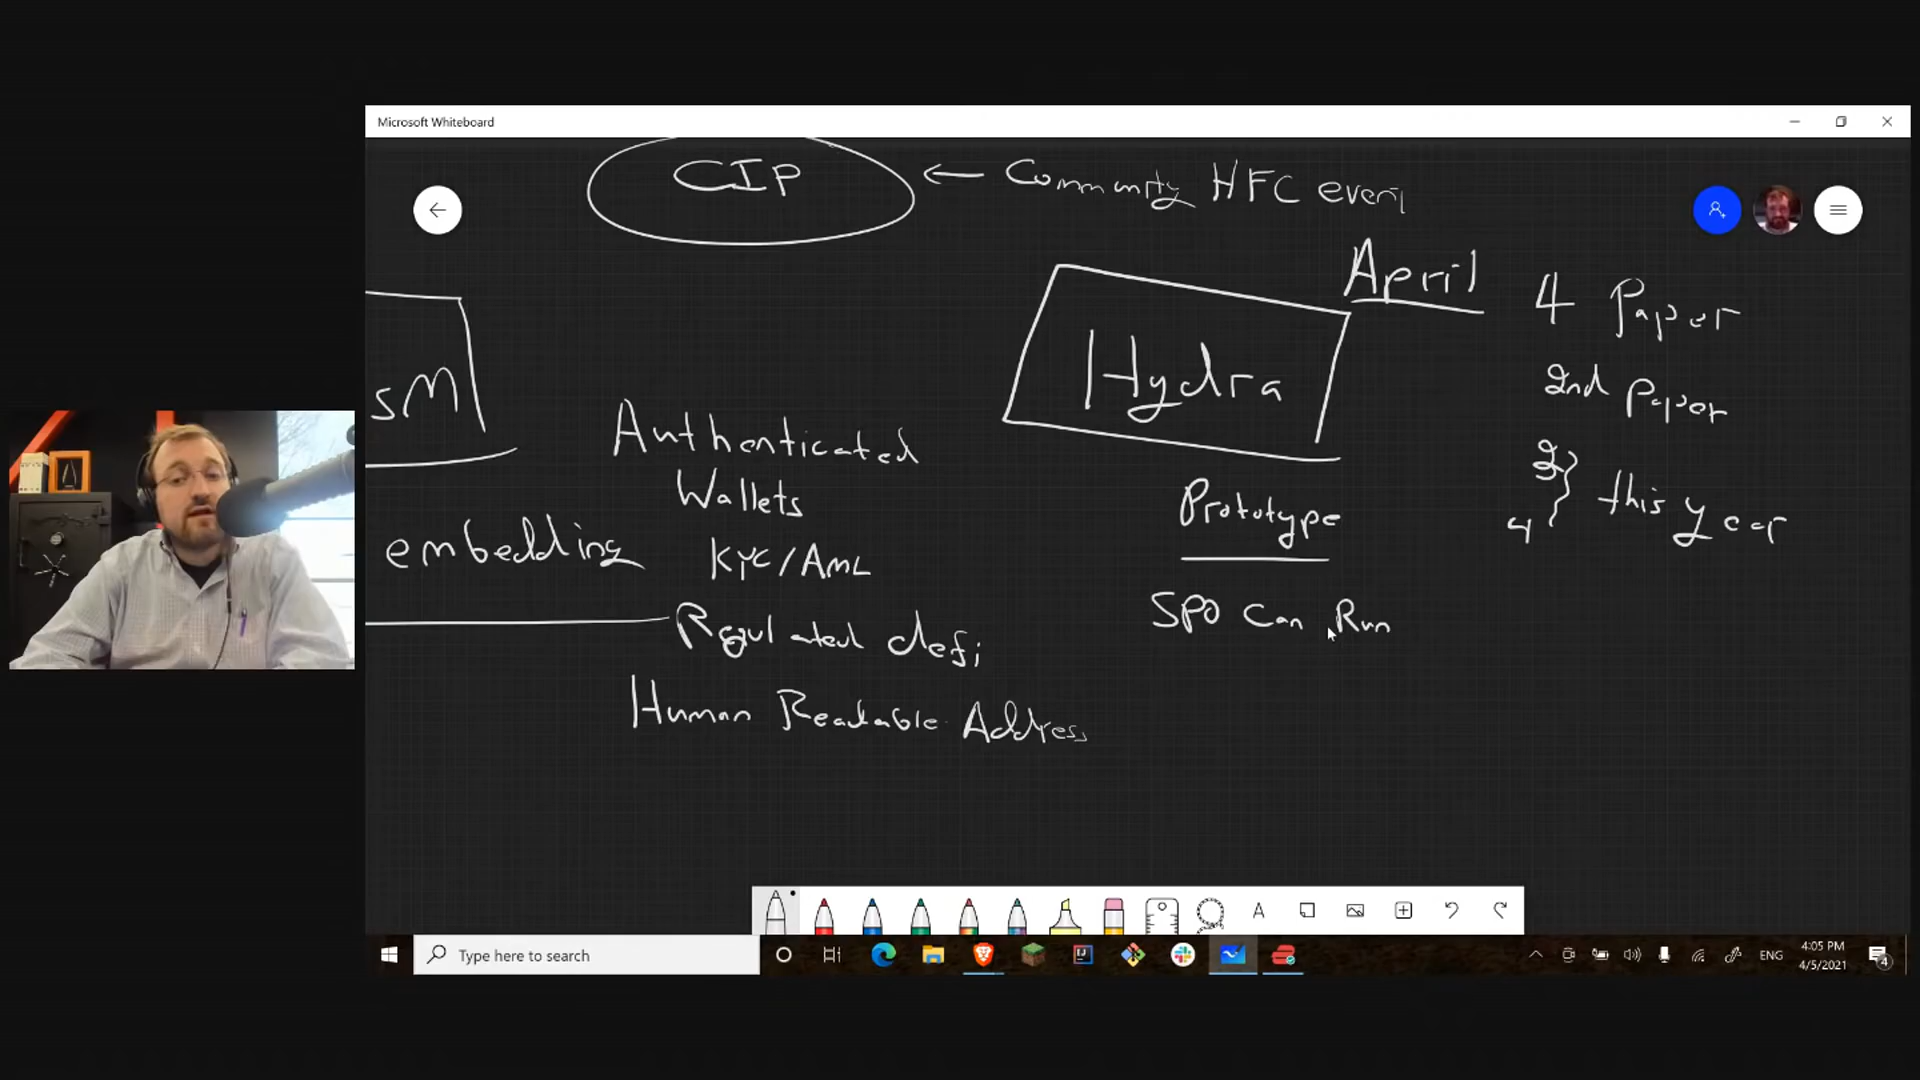 Microsoft Whiteboard
CIP ← Community HFC event
April
4 Paper
Hydra
2nd Paper
sM
2
4 } this year
Authenticated
Wallets
Prototype
embedding
KYC/AML
SPO Can Run
Regulated defi
Human Readable Address
Type here to search
ENG
4:05 PM
4/5/2021
4